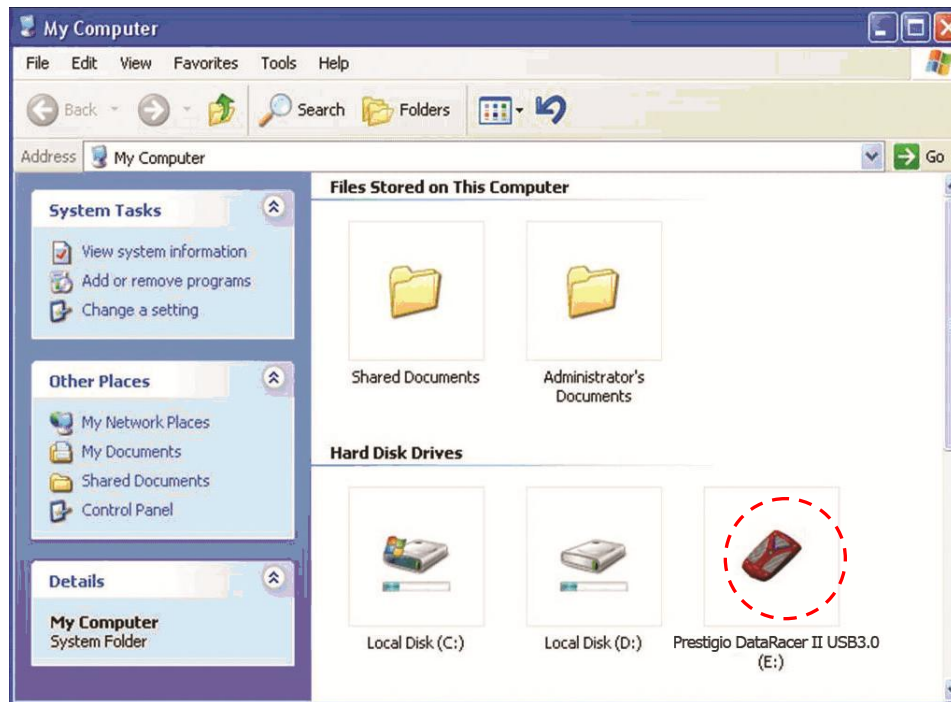 My Computer
File Edit View Favorites Tools Help
Back Search Folders
Address My Computer Go
System Tasks
View system information
Add or remove programs
Change a setting
Other Places
My Network Places
My Documents
Shared Documents
Control Panel
Details
My Computer
System Folder
Files Stored on This Computer
Shared Documents
Administrator's
Documents
Hard Disk Drives
Local Disk (C:)
Local Disk (D:)
Prestigio DataRacer II USB3.0
(E:)